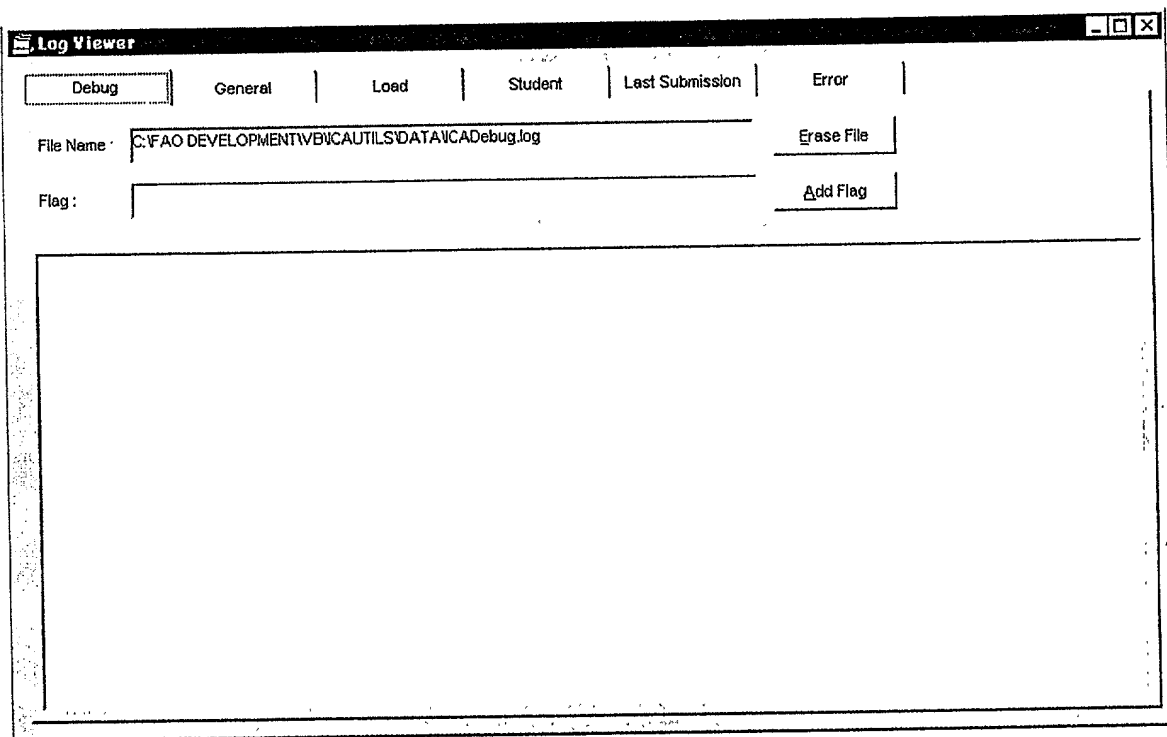 Log Viewer
Debug General Load Student Last Submission Error
File Name : C:\FAO DEVELOPMENT\VB\ICAUTILS\DATA\ICADebug.log Erase File
Flag : Add Flag